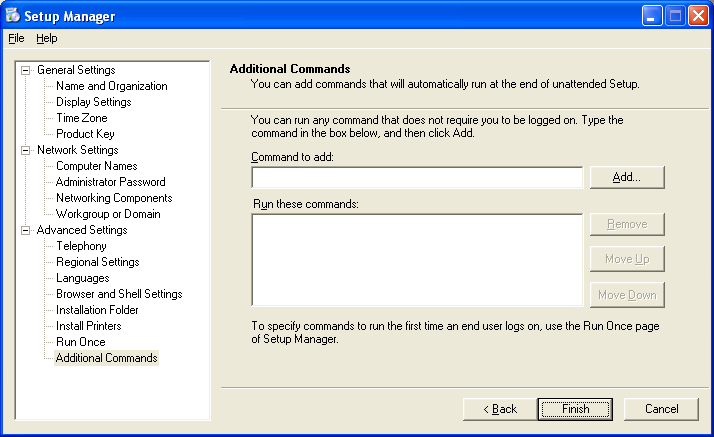 Setup Manager
File Help
General Settings
Name and Organization
Display Settings
Time Zone
Product Key
Network Settings
Computer Names
Administrator Password
Networking Components
Workgroup or Domain
Advanced Settings
Telephony
Regional Settings
Languages
Browser and Shell Settings
Installation Folder
Install Printers
Run Once
Additional Commands
Additional Commands
You can add commands that will automatically run at the end of unattended Setup.
You can run any command that does not require you to be logged on. Type the
command in the box below, and then click Add.
Command to add:
Add...
Run these commands:
Remove
Move Up
Move Down
To specify commands to run the first time an end user logs on, use the Run Once page
of Setup Manager.
< Back Finish Cancel